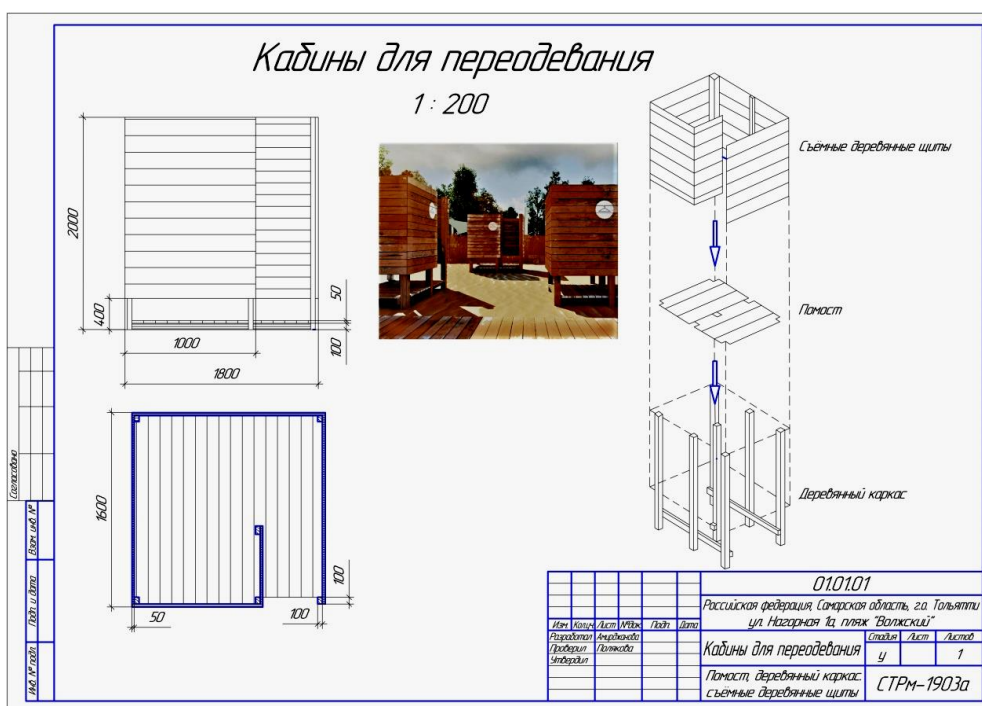 Кабины для переодевания
1 : 200
Съёмные деревянные щиты
2000
50
400
Помост
1000
100
1800
1600
Деревянный каркас
100
50
100
Согласовано
Взам. инв. №
Подп. и дата
Инв. № подл.
01.01.01
Российская федерация, Самарская область, г.о. Тольятти
ул. Нагорная 1а, пляж "Волжский"
Изм. Кол.уч Лист №Док. Подп. Дата
Разработал Амирджанова
Кабины для переодевания
Стадия Лист Листов
Проверил Полякова
у 1
Утвердил
Помост, деревянный каркас.
съёмные деревянные щиты
СТРм-1903а